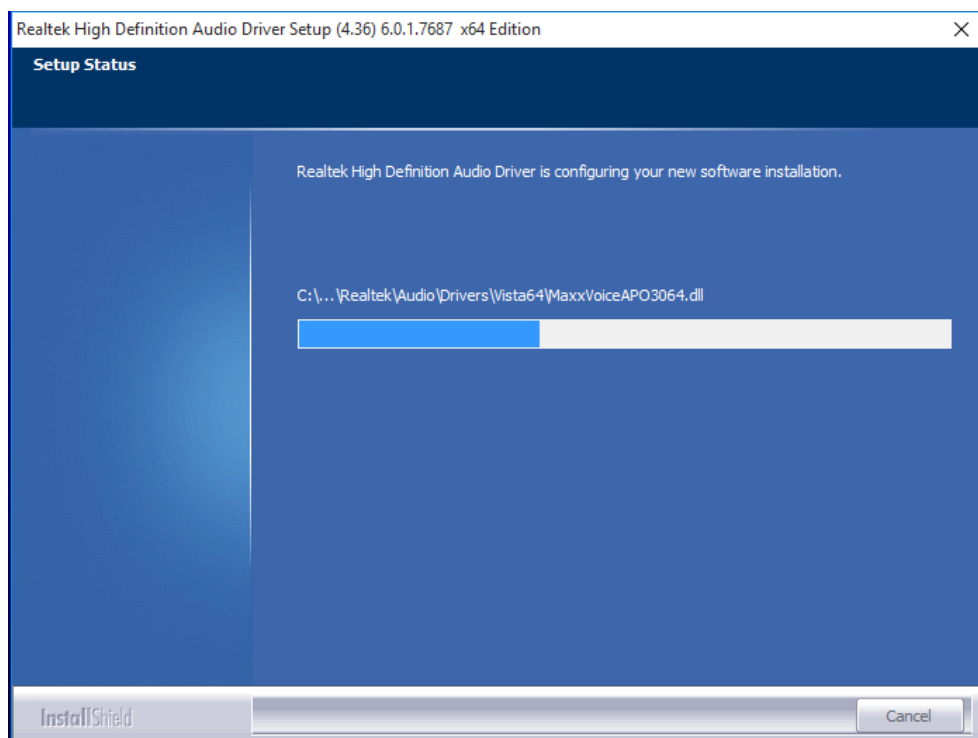 Realtek High Definition Audio Driver Setup (4.36) 6.0.1.7687 x64 Edition
Setup Status
Realtek High Definition Audio Driver is configuring your new software installation.
C:\...\Realtek\Audio\Drivers\Vista64\MaxxVoiceAPO3064.dll
InstallShield
Cancel